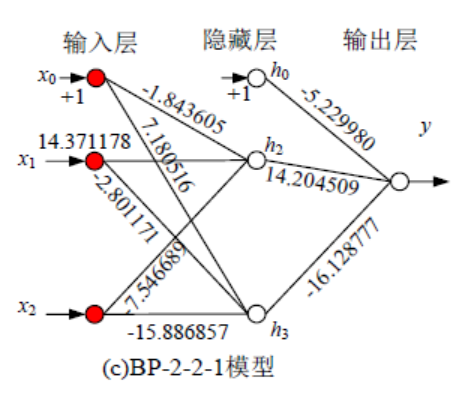 输入层 隐藏层 输出层
x₀ +1 -1.843605 h₀ +1 -5.229980
14.371178 7.180516 h₂ y
x₁ -2.801171 14.204509
x₂ -7.546689 -16.128777
-15.886857 h₃
(c)BP-2-2-1模型